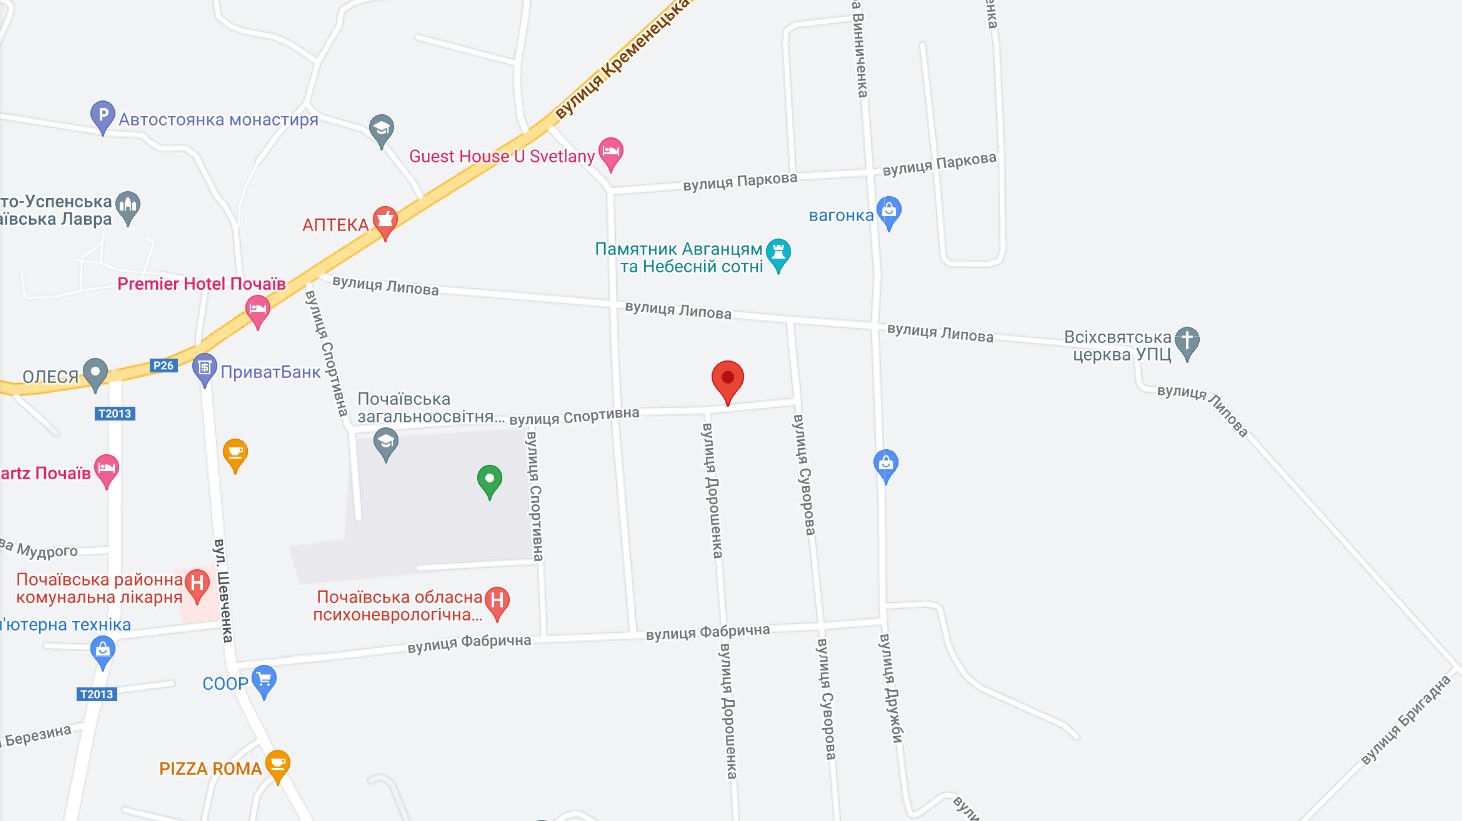 вулиця Кременецька
а Винниченка
енка
Автостоянка монастиря
Guest House U Svetlany
вулиця Паркова
вулиця Паркова
то-Успенська
аївська Лавра
АПТЕКА
вагонка
Памятник Авганцям
та Небесній сотні
Premier Hotel Почаїв
вулиця Липова
вулиця Липова
вулиця Липова
Всіхсвятська
церква УПЦ
вулиця Липова
P26
ОЛЕСЯ
ПриватБанк
T2013
вулиця Спортивна
Почаївська
загальноосвітня...
вулиця Спортивна
вулиця Спортивна
вулиця Дорошенка
вулиця Суворова
artz Почаїв
ва Мудрого
вул. Шевченка
Почаївська районна
комунальна лікарня
Почаївська обласна
психоневрологічна...
п'ютерна техніка
вулиця Фабрична
вулиця Фабрична
COOP
T2013
вулиця Дорошенка
вулиця Суворова
вулиця Дружби
вулиця Бригадна
Березина
PIZZA ROMA
вули